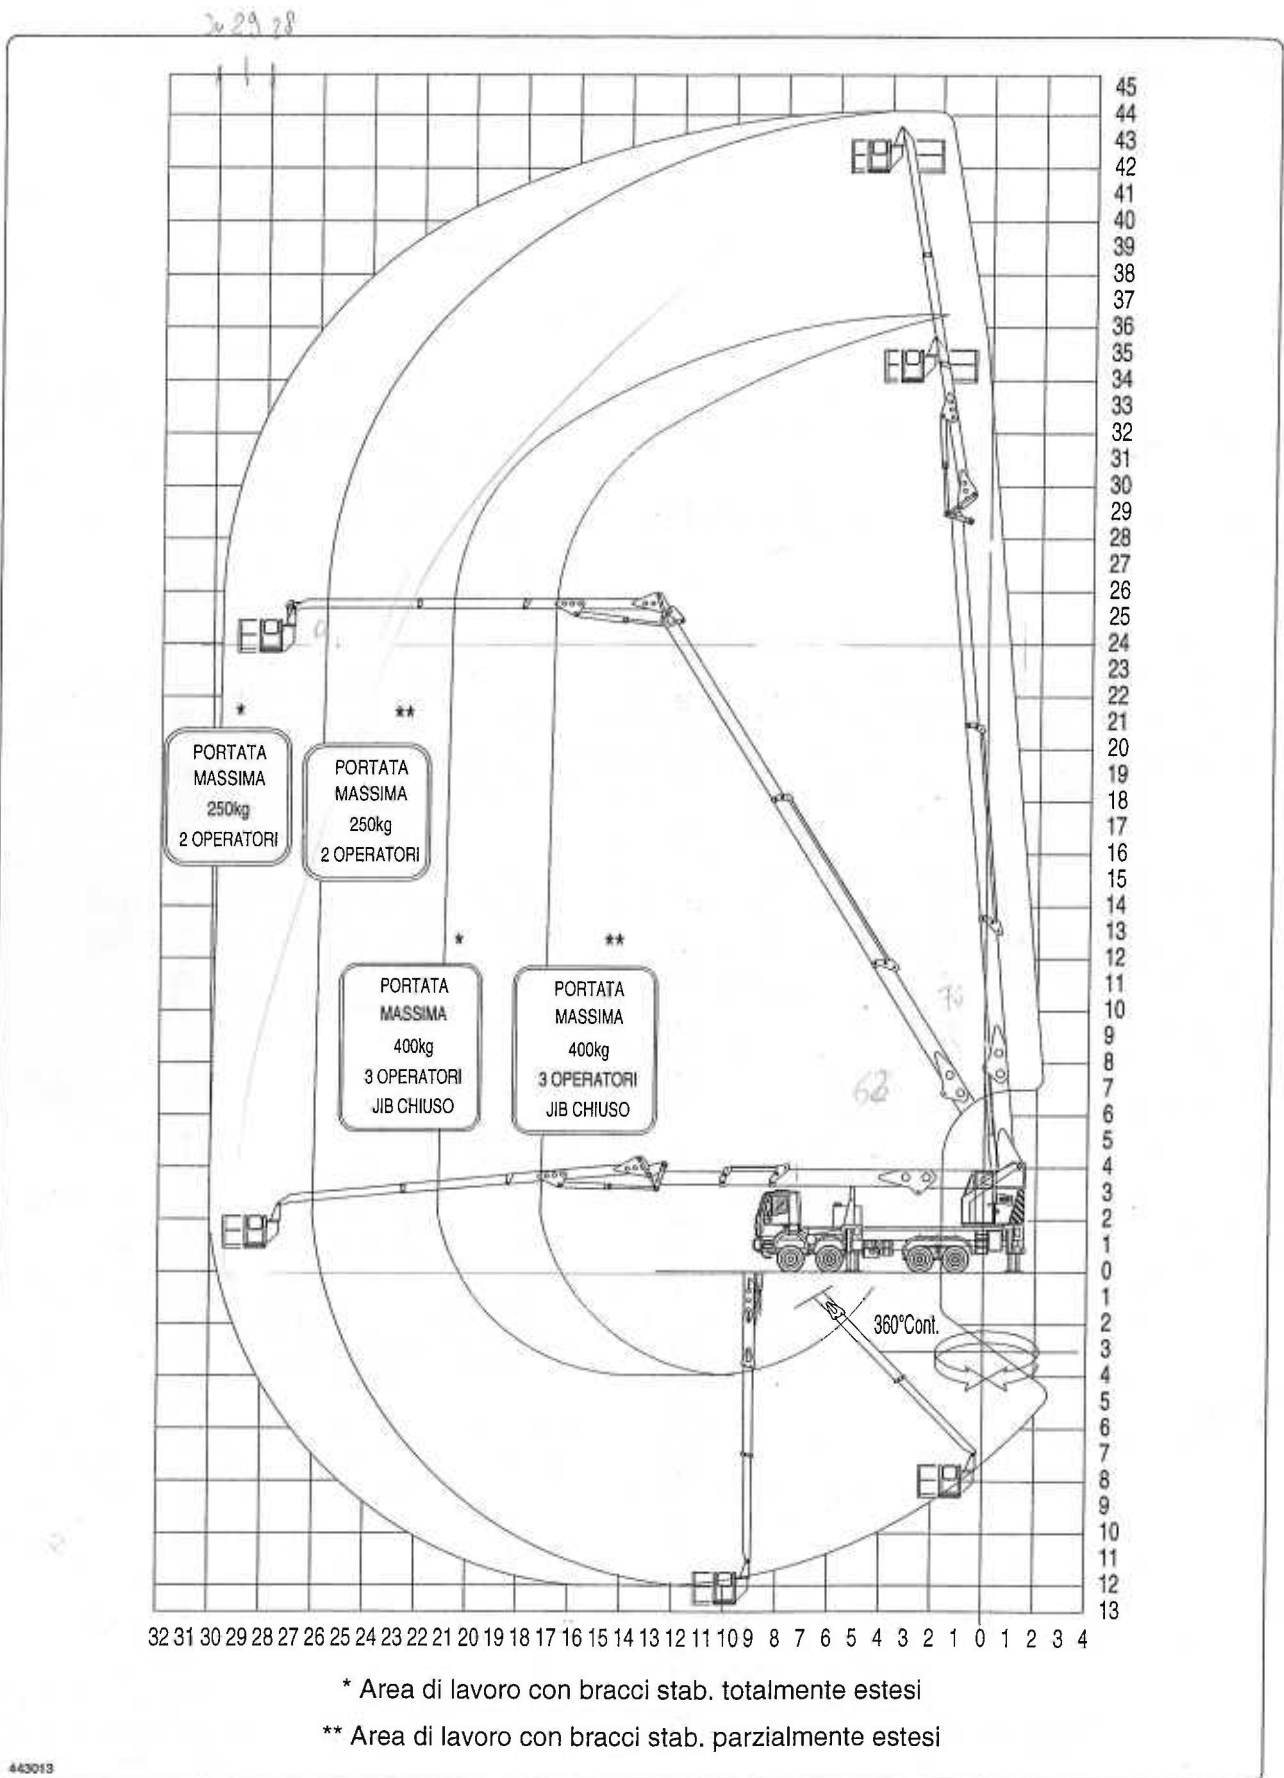 29 28
45
44
43
42
41
40
39
38
37
36
35
34
33
32
31
30
29
28
27
26
25
24
23
22
21
20
19
18
17
16
15
14
13
12
11
10
9
8
7
6
5
4
3
2
1
0
1
2
3
4
5
6
7
8
9
10
11
12
13
*
PORTATA
MASSIMA
250kg
2 OPERATORI
**
PORTATA
MASSIMA
250kg
2 OPERATORI
*
PORTATA
MASSIMA
400kg
3 OPERATORI
JIB CHIUSO
**
PORTATA
MASSIMA
400kg
3 OPERATORI
JIB CHIUSO
360°Cont.
32 31 30 29 28 27 26 25 24 23 22 21 20 19 18 17 16 15 14 13 12 11 10 9 8 7 6 5 4 3 2 1 0 1 2 3 4
* Area di lavoro con bracci stab. totalmente estesi
** Area di lavoro con bracci stab. parzialmente estesi
443013